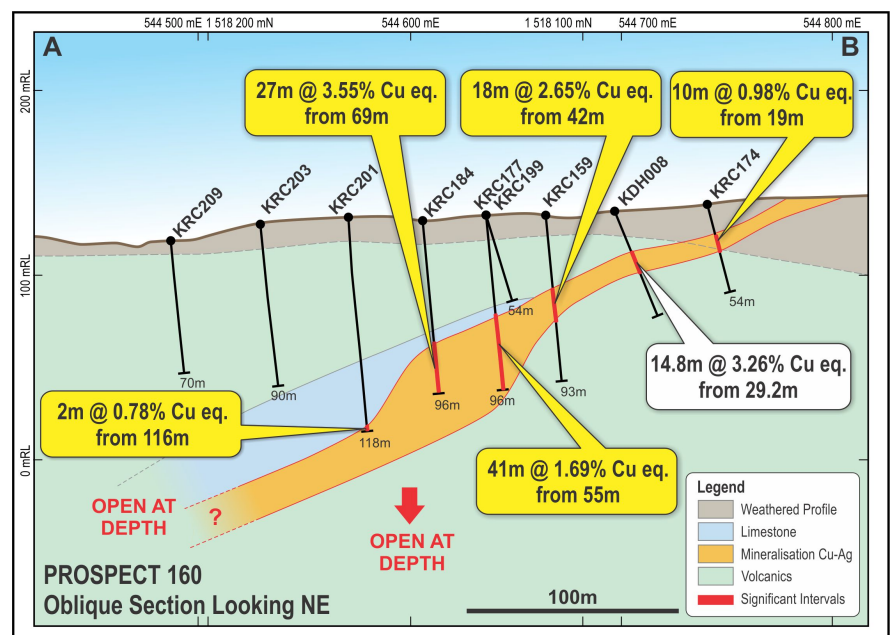 544 500 mE
1 518 200 mN
544 600 mE
1 518 100 mN
544 700 mE
544 800 mE
A
B
200 mRL
100 mRL
0 mRL
27m @ 3.55% Cu eq.
from 69m
18m @ 2.65% Cu eq.
from 42m
10m @ 0.98% Cu eq.
from 19m
KRC209
KRC203
KRC201
KRC184
KRC177
KRC199
KRC159
KDH008
KRC174
70m
90m
118m
96m
96m
54m
93m
54m
14.8m @ 3.26% Cu eq.
from 29.2m
2m @ 0.78% Cu eq.
from 116m
41m @ 1.69% Cu eq.
from 55m
OPEN AT
DEPTH
?
OPEN AT
DEPTH
PROSPECT 160
Oblique Section Looking NE
100m
Legend
Weathered Profile
Limestone
Mineralisation Cu-Ag
Volcanics
Significant Intervals